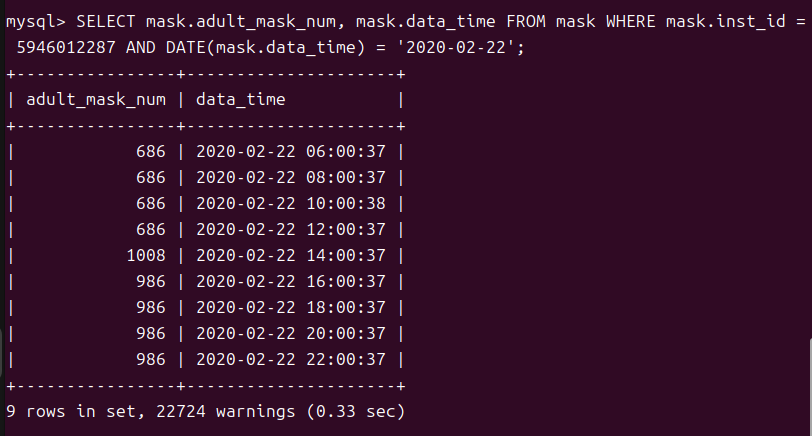 mysql> SELECT mask.adult_mask_num, mask.data_time FROM mask WHERE mask.inst_id =
 5946012287 AND DATE(mask.data_time) = '2020-02-22';
+----------------+---------------------+
| adult_mask_num | data_time           |
+----------------+---------------------+
|            686 | 2020-02-22 06:00:37 |
|            686 | 2020-02-22 08:00:37 |
|            686 | 2020-02-22 10:00:38 |
|            686 | 2020-02-22 12:00:37 |
|           1008 | 2020-02-22 14:00:37 |
|            986 | 2020-02-22 16:00:37 |
|            986 | 2020-02-22 18:00:37 |
|            986 | 2020-02-22 20:00:37 |
|            986 | 2020-02-22 22:00:37 |
+----------------+---------------------+
9 rows in set, 22724 warnings (0.33 sec)